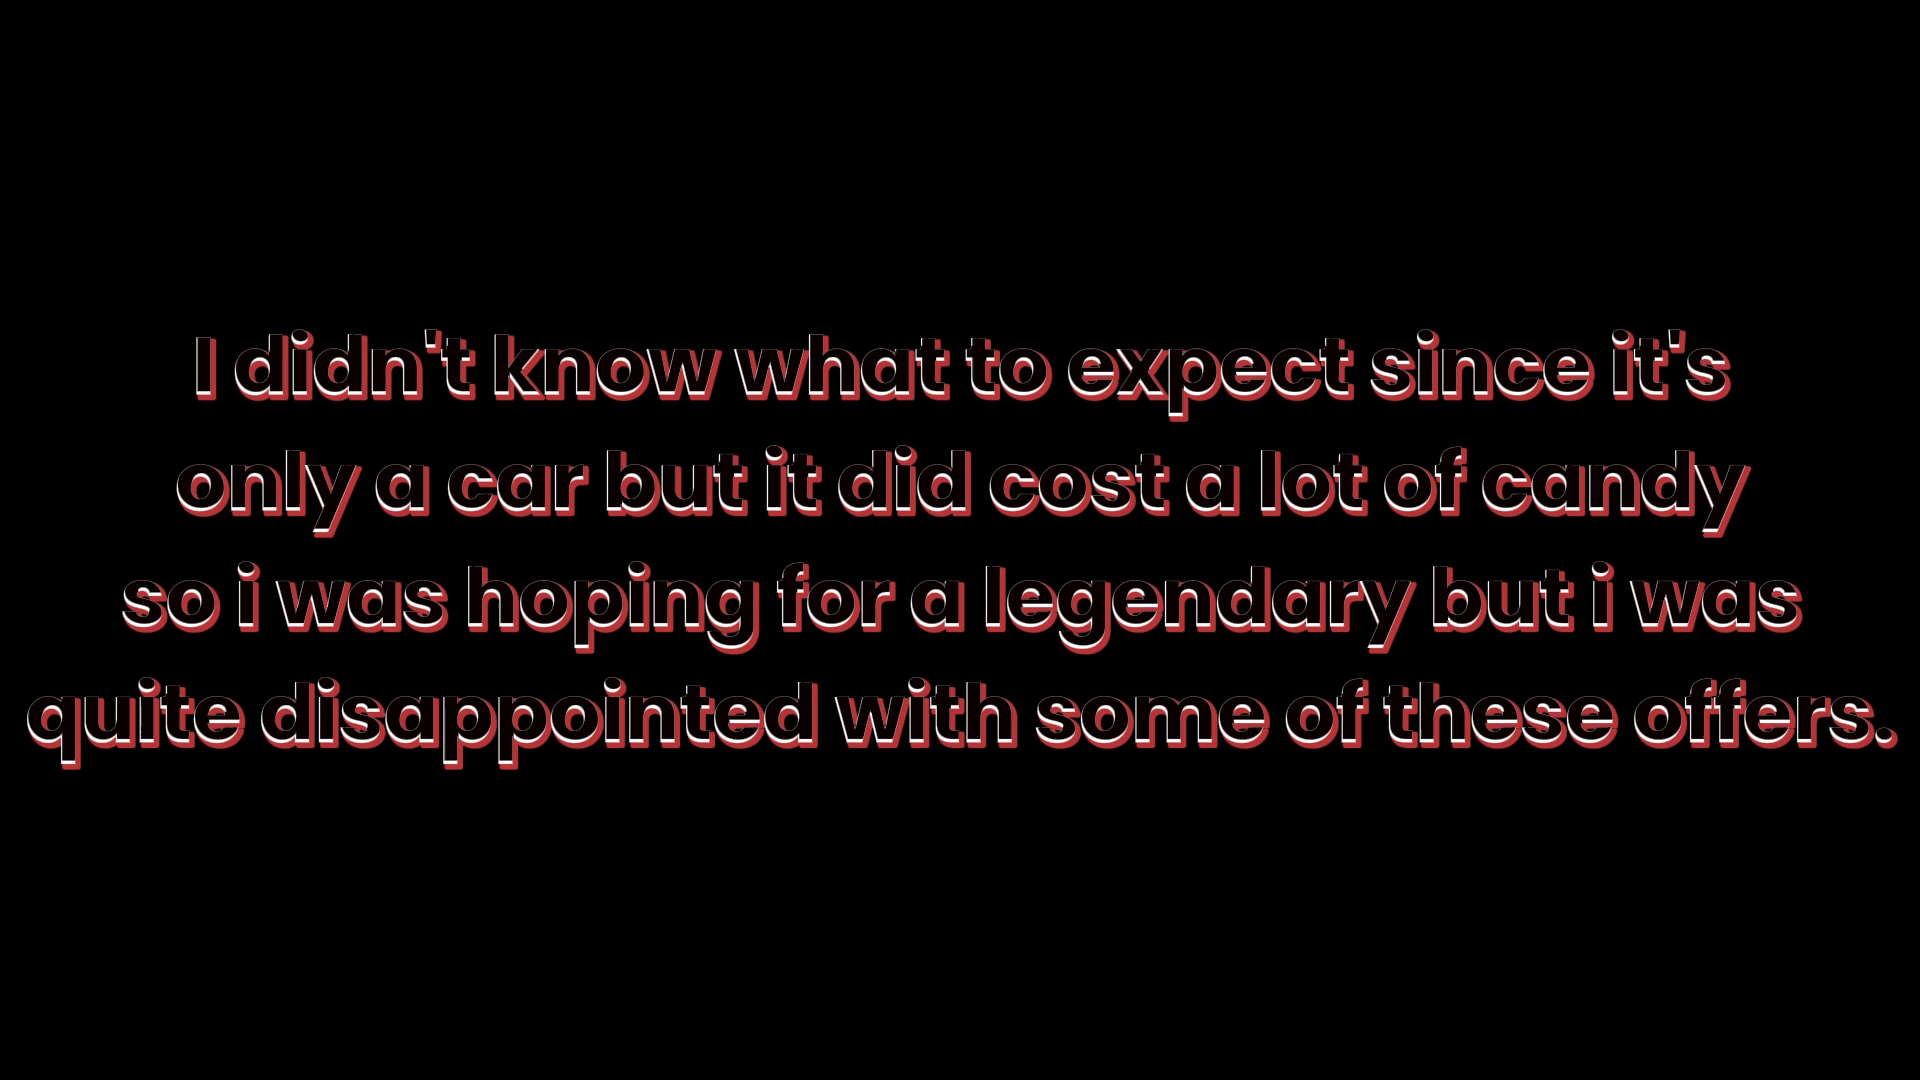 I didn't know what to expect since it's
only a car but it did cost a lot of candy
so i was hoping for a legendary but i was
quite disappointed with some of these offers.